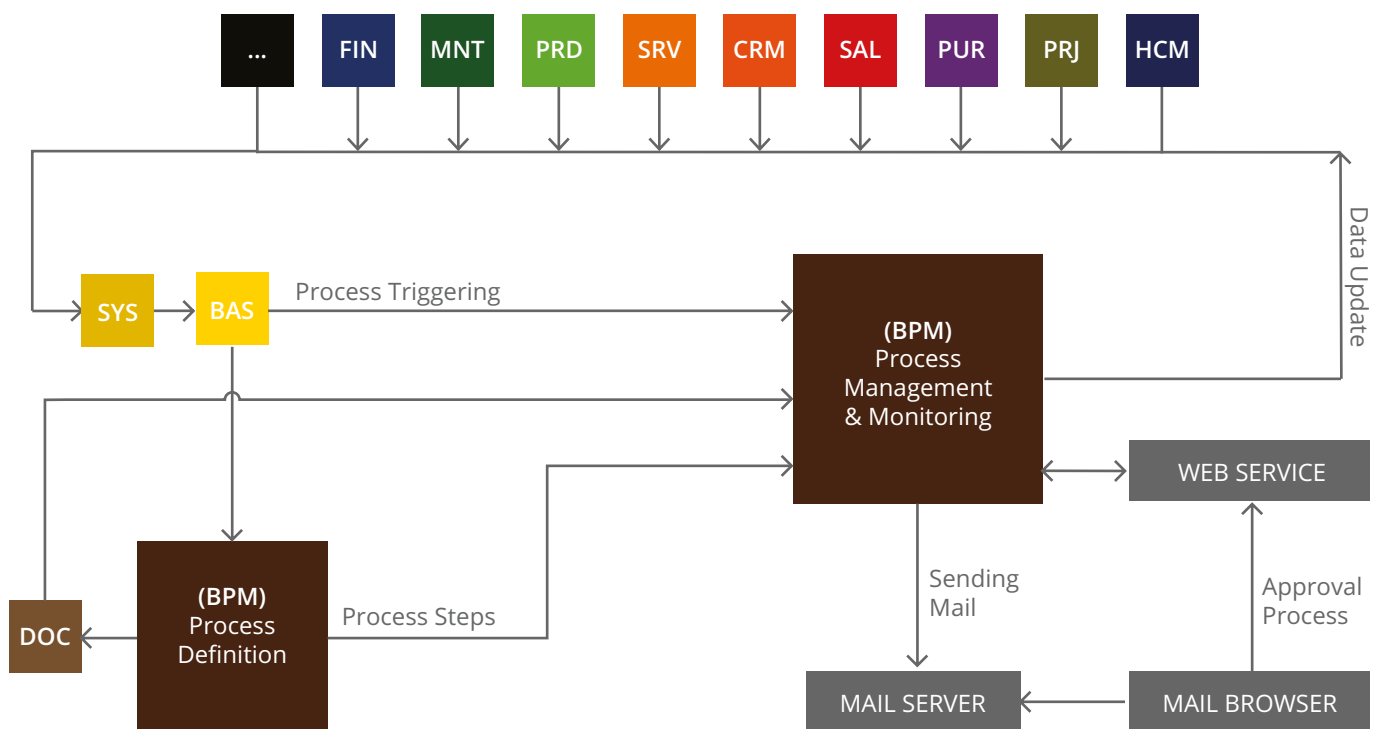 ...
FIN
MNT
PRD
SRV
CRM
SAL
PUR
PRJ
HCM
Data Update
SYS
BAS
Process Triggering
(BPM)
Process
Management
& Monitoring
WEB SERVICE
(BPM)
Process
Definition
DOC
Process Steps
Sending
Mail
Approval
Process
MAIL SERVER
MAIL BROWSER